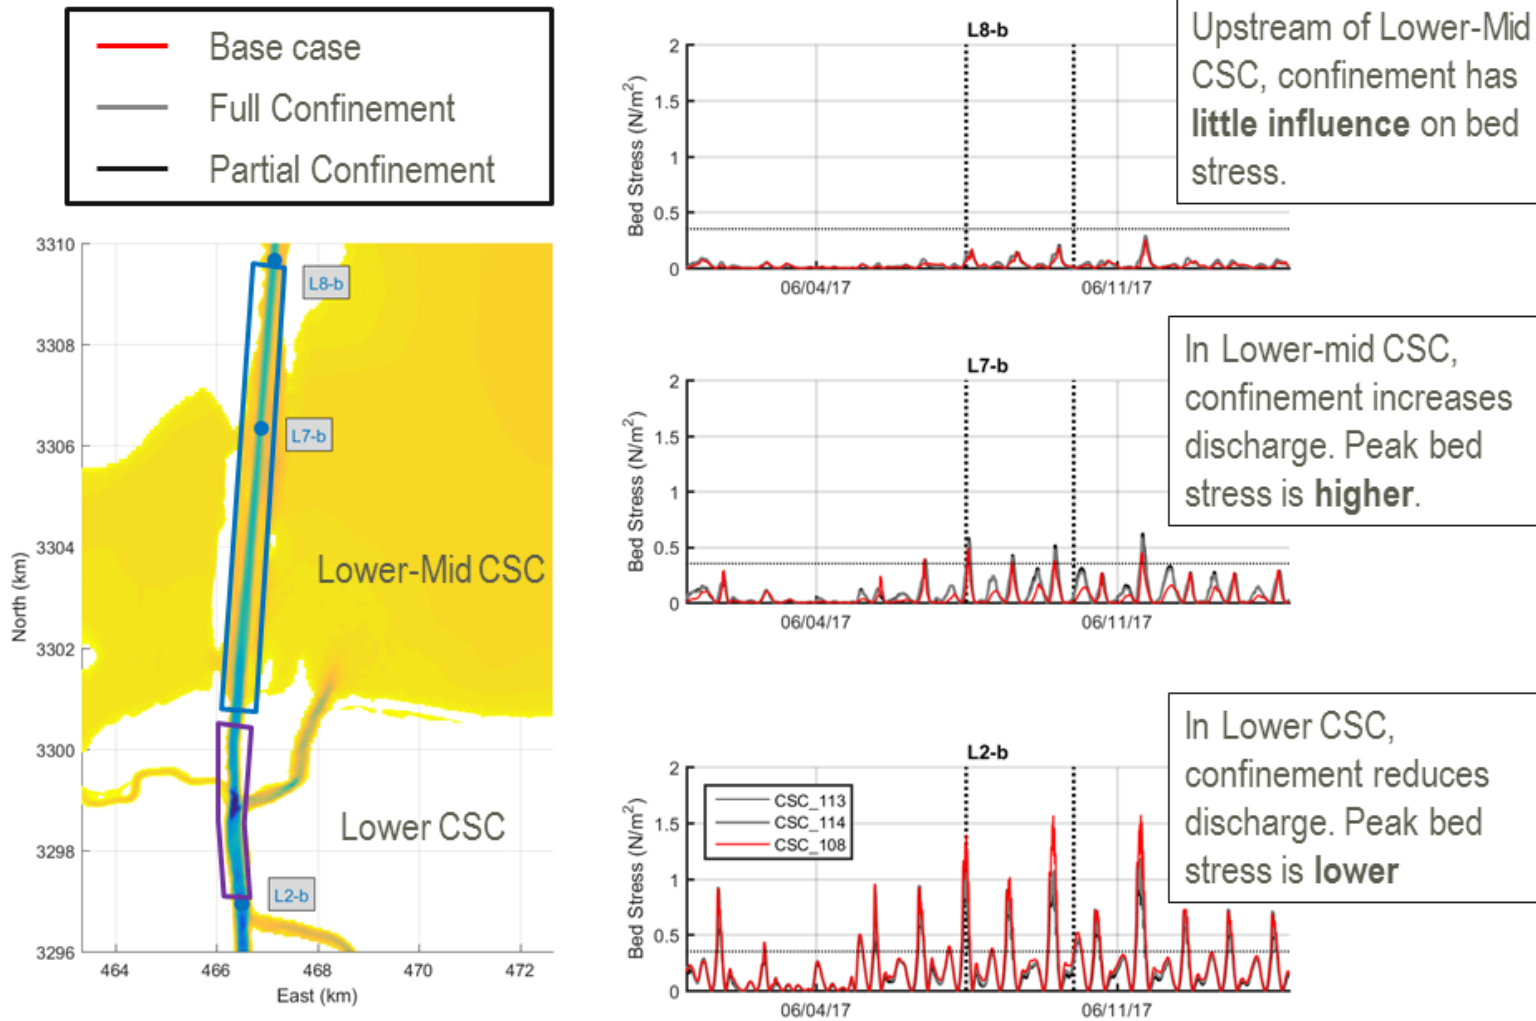 Base case
Full Confinement
Partial Confinement
3310
3308
3306
3304
3302
3300
3298
3296
North (km)
464
466
468
470
472
East (km)
L8-b
L7-b
Lower-Mid CSC
Lower CSC
L2-b
L8-b
2
1.5
1
0.5
0
Bed Stress (N/m²)
06/04/17
06/11/17
Upstream of Lower-Mid
CSC, confinement has
little influence on bed
stress.
L7-b
2
1.5
1
0.5
0
Bed Stress (N/m²)
06/04/17
06/11/17
In Lower-mid CSC,
confinement increases
discharge. Peak bed
stress is higher.
L2-b
2
1.5
1
0.5
0
Bed Stress (N/m²)
CSC_113
CSC_114
CSC_108
06/04/17
06/11/17
In Lower CSC,
confinement reduces
discharge. Peak bed
stress is lower